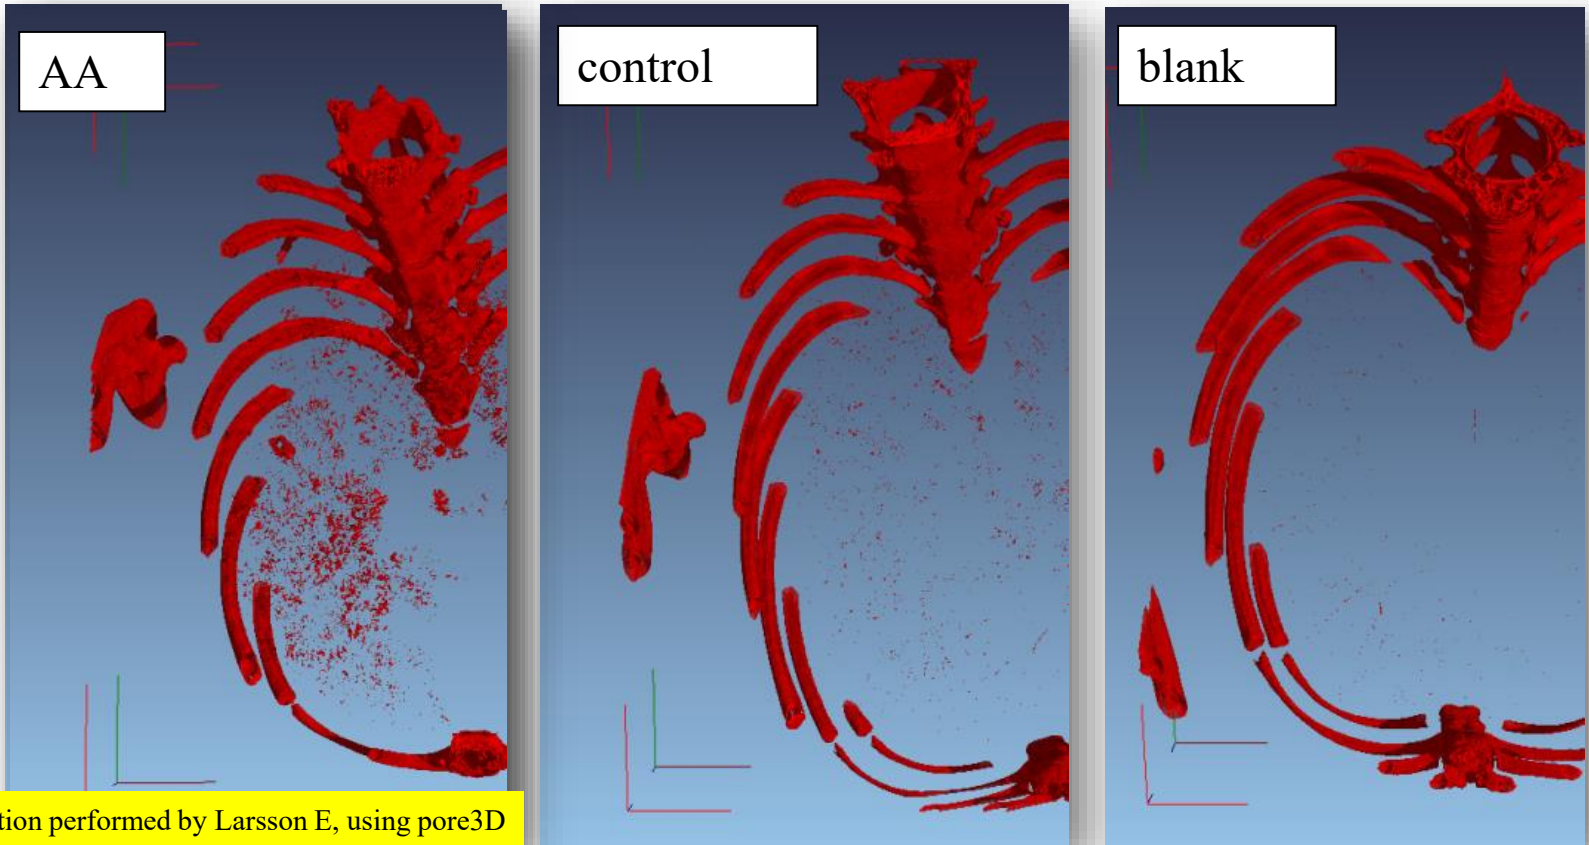 AA
control
blank
tion performed by Larsson E, using pore3D